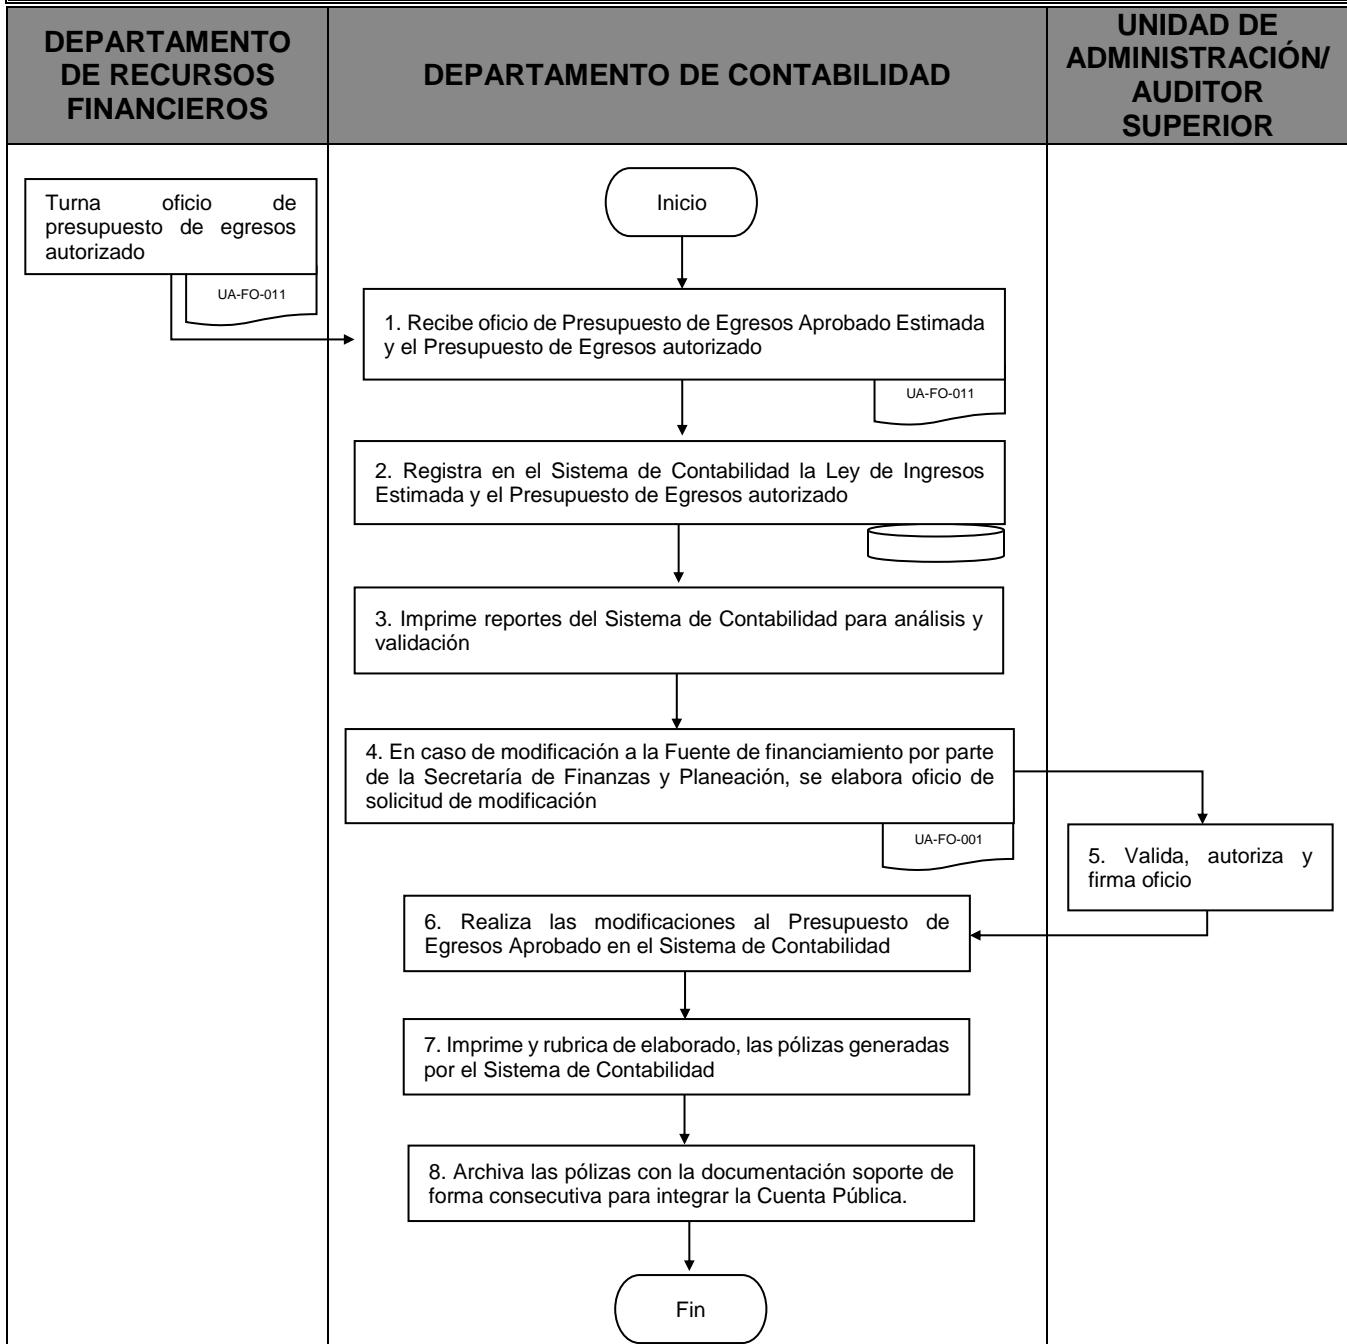 DEPARTAMENTO
DE RECURSOS
FINANCIEROS
DEPARTAMENTO DE CONTABILIDAD
UNIDAD DE
ADMINISTRACIÓN/
AUDITOR
SUPERIOR
Turna oficio de
presupuesto de egresos
autorizado
UA-FO-011
Inicio
1. Recibe oficio de Presupuesto de Egresos Aprobado Estimada
y el Presupuesto de Egresos autorizado
UA-FO-011
2. Registra en el Sistema de Contabilidad la Ley de Ingresos
Estimada y el Presupuesto de Egresos autorizado
3. Imprime reportes del Sistema de Contabilidad para análisis y
validación
4. En caso de modificación a la Fuente de financiamiento por parte
de la Secretaría de Finanzas y Planeación, se elabora oficio de
solicitud de modificación
UA-FO-001
5. Valida, autoriza y
firma oficio
6. Realiza las modificaciones al Presupuesto de
Egresos Aprobado en el Sistema de Contabilidad
7. Imprime y rubrica de elaborado, las pólizas generadas
por el Sistema de Contabilidad
8. Archiva las pólizas con la documentación soporte de
forma consecutiva para integrar la Cuenta Pública.
Fin